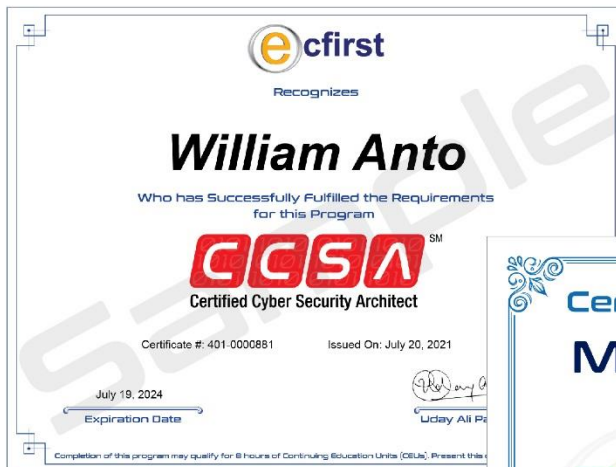 ecfirst
Recognizes
William Anto
Who has Successfully Fulfilled the Requirements
for this Program
CCSA SM
Certified Cyber Security Architect
Certificate #: 401-0000881 Issued On: July 20, 2021
July 19, 2024
Expiration Date Uday Ali
Completion of this program may qualify for 8 hours of Continuing Education Units (CEUs). Present this
Sample